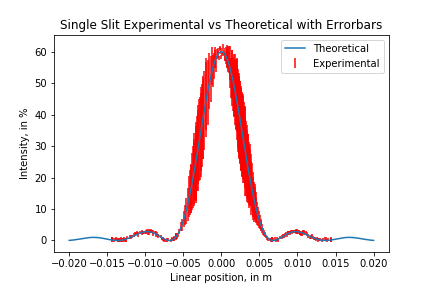 Single Slit Experimental vs Theoretical with Errorbars
Theoretical
Experimental
Intensity, in %
60
50
40
30
20
10
0
−0.020 −0.015 −0.010 −0.005 0.000 0.005 0.010 0.015 0.020
Linear position, in m